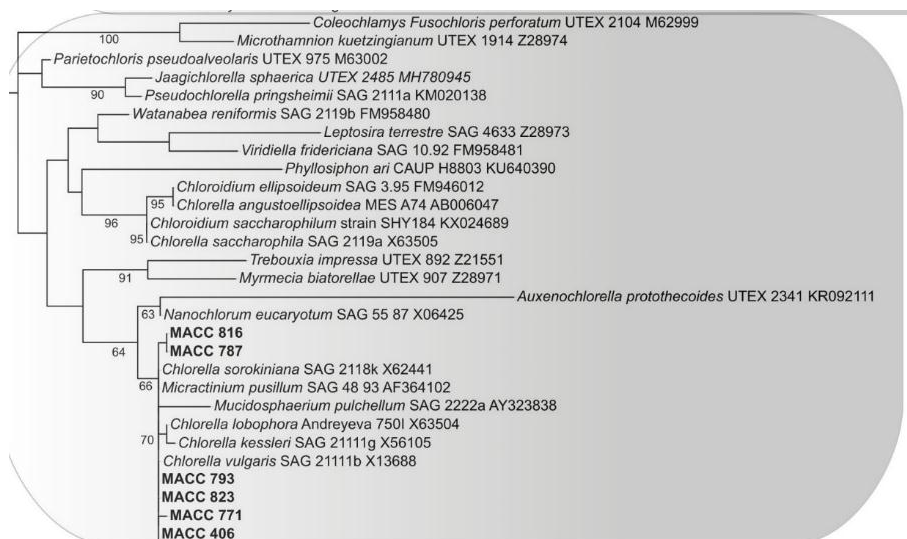 Coleochlamys Fusochloris perforatum UTEX 2104 M62999
100
Microthamnion kuetzingianum UTEX 1914 Z28974
Parietochloris pseudoalveolaris UTEX 975 M63002
Jaagichlorella sphaerica UTEX 2485 MH780945
90
Pseudochlorella pringsheimii SAG 2111a KM020138
Watanabea reniformis SAG 2119b FM958480
Leptosira terrestre SAG 4633 Z28973
Viridiella fridericiana SAG 10.92 FM958481
Phyllosiphon ari CAUP H8803 KU640390
Chloroidium ellipsoideum SAG 3.95 FM946012
95
Chlorella angustoellipsoidea MES A74 AB006047
96
Chloroidium saccharophilum strain SHY184 KX024689
95
Chlorella saccharophila SAG 2119a X63505
Trebouxia impressa UTEX 892 Z21551
91
Myrmecia biatorellae UTEX 907 Z28971
Auxenochlorella protothecoides UTEX 2341 KR092111
63
Nanochlorum eucaryotum SAG 55 87 X06425
MACC 816
64
MACC 787
Chlorella sorokiniana SAG 2118k X62441
66
Micractinium pusillum SAG 48 93 AF364102
Mucidosphaerium pulchellum SAG 2222a AY323838
Chlorella lobophora Andreyeva 750I X63504
70
Chlorella kessleri SAG 21111g X56105
Chlorella vulgaris SAG 21111b X13688
MACC 793
MACC 823
MACC 771
MACC 406